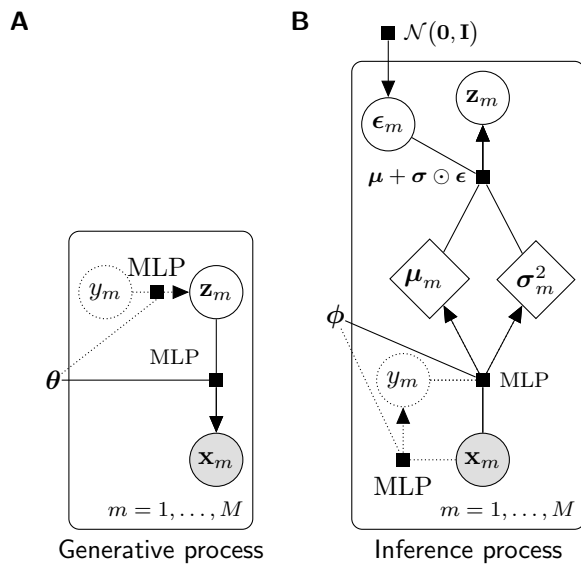 A
MLP
y_m
z_m
MLP
θ
x_m
m = 1, . . . , M
Generative process
B
𝒩(0, I)
z_m
ϵ_m
μ + σ ⊙ ϵ
μ_m
σ²_m
ϕ
y_m
MLP
x_m
MLP
m = 1, . . . , M
Inference process